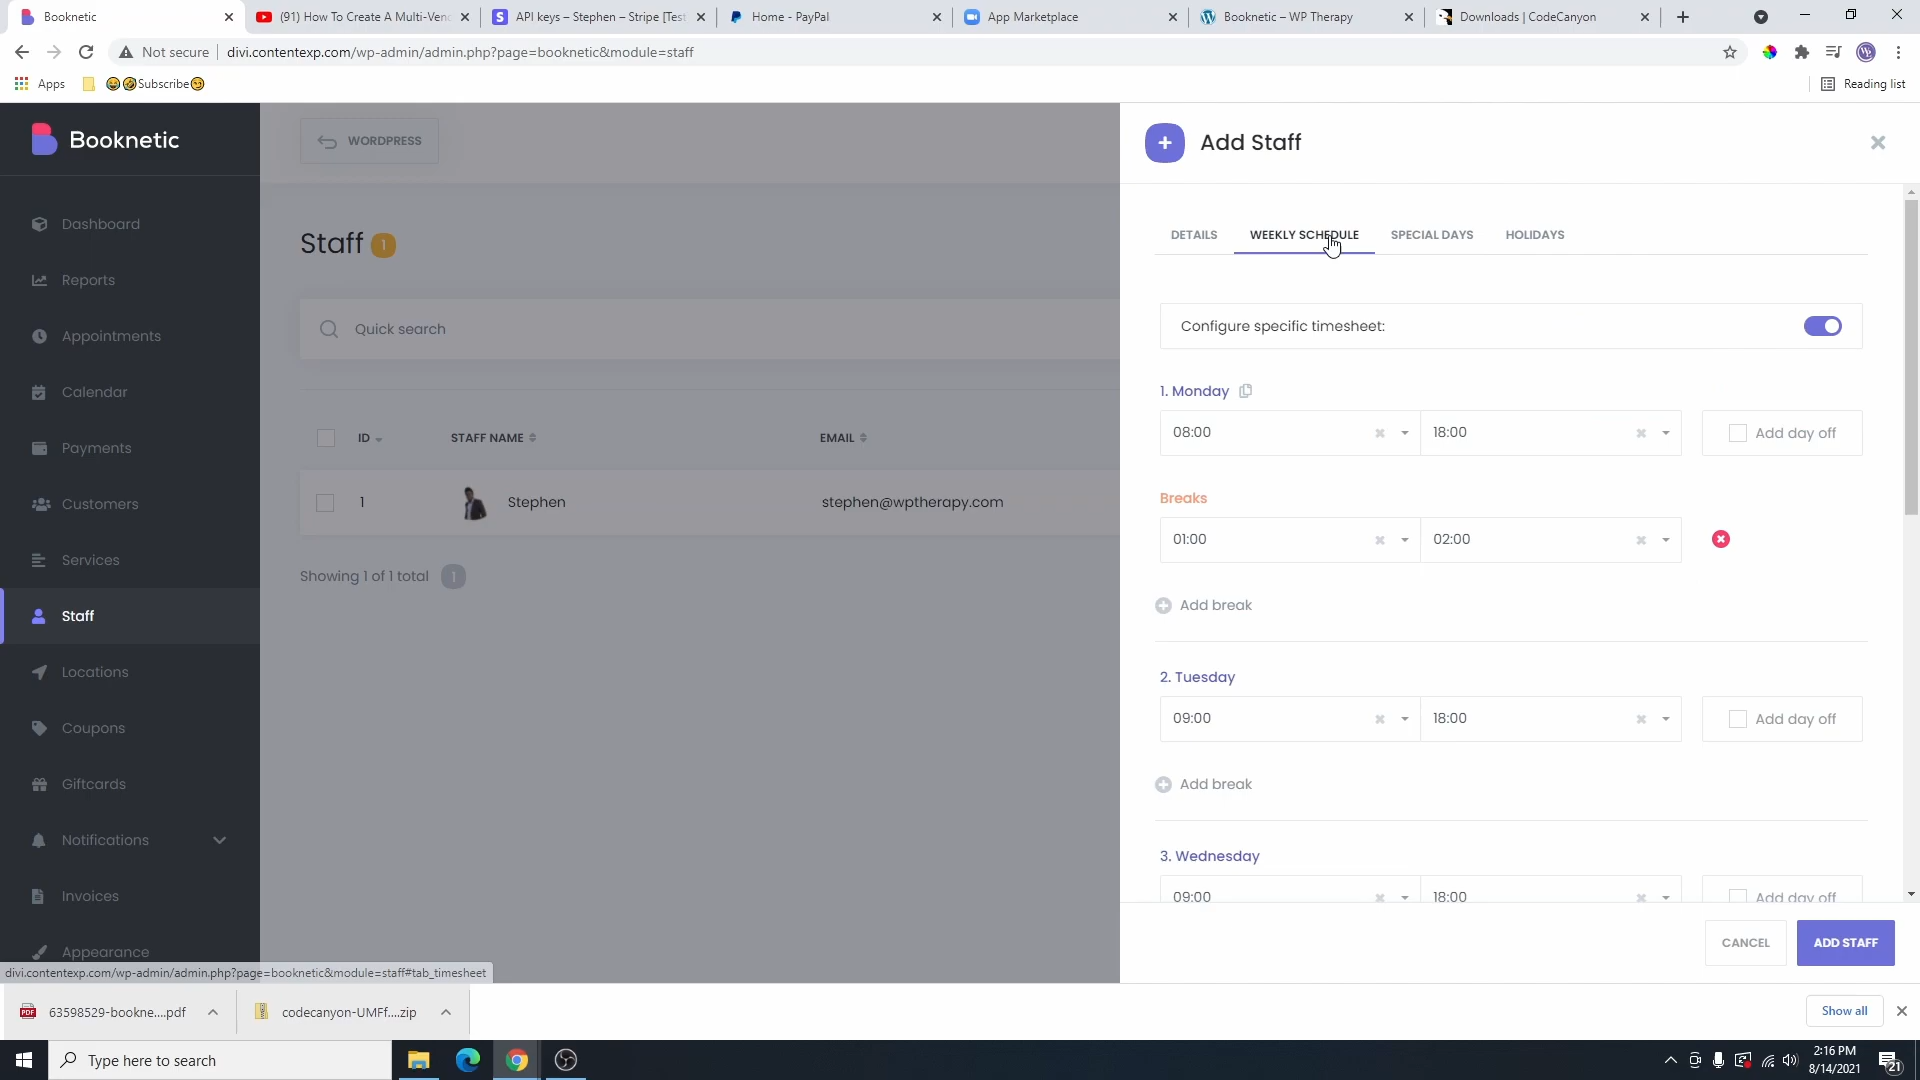 Booknetic
(91) How To Create A Multi-Vend
API keys – Stephen – Stripe [Test
Home - PayPal
App Marketplace
Booknetic – WP Therapy
Downloads | CodeCanyon
Not secure
divi.contentexp.com/wp-admin/admin.php?page=booknetic&module=staff
Apps
Subscribe
Reading list
Booknetic
WORDPRESS
Add Staff
Dashboard
Staff 1
DETAILS
WEEKLY SCHEDULE
SPECIAL DAYS
HOLIDAYS
Reports
Quick search
Configure specific timesheet:
Appointments
Calendar
1. Monday
ID
STAFF NAME
EMAIL
08:00
18:00
Add day off
Payments
Customers
1
Stephen
stephen@wptherapy.com
Breaks
01:00
02:00
Services
Showing 1 of 1 total 1
Add break
Staff
Locations
2. Tuesday
09:00
18:00
Add day off
Coupons
Giftcards
Add break
Notifications
3. Wednesday
Invoices
09:00
18:00
Add day off
Appearance
CANCEL
ADD STAFF
divi.contentexp.com/wp-admin/admin.php?page=booknetic&module=staff#tab_timesheet
63598529-bookne....pdf
codecanyon-UMFf....zip
Show all
Type here to search
2:16 PM
8/14/2021
21